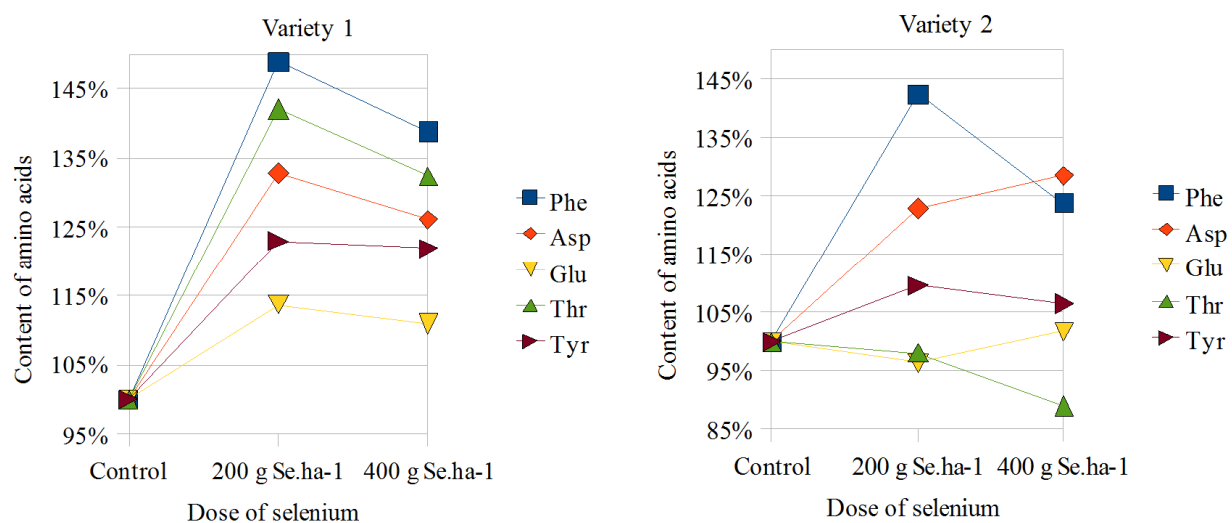 Variety 1
Content of amino acids
145%
135%
125%
115%
105%
95%
Control
200 g Se.ha-1
400 g Se.ha-1
Dose of selenium
Phe
Asp
Glu
Thr
Tyr
Variety 2
Content of amino acids
145%
135%
125%
115%
105%
95%
85%
Control
200 g Se.ha-1
400 g Se.ha-1
Dose of selenium
Phe
Asp
Glu
Thr
Tyr